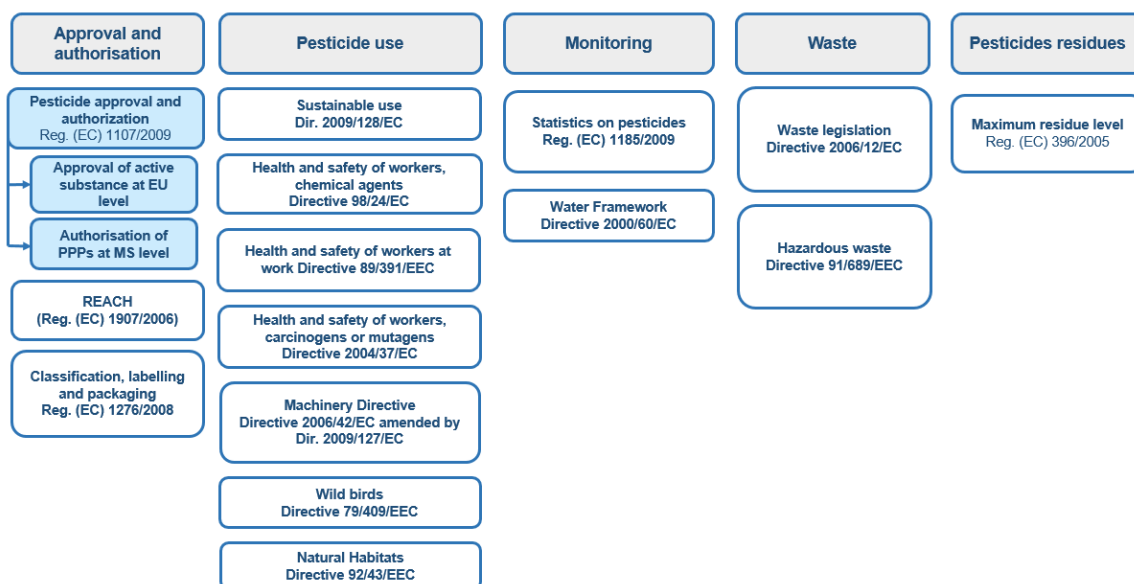 Approval and
authorisation
Pesticide approval and
authorization
Reg. (EC) 1107/2009
Approval of active
substance at EU
level
Authorisation of
PPPs at MS level
REACH
(Reg. (EC) 1907/2006)
Classification, labelling
and packaging
Reg. (EC) 1276/2008
Pesticide use
Sustainable use
Dir. 2009/128/EC
Health and safety of workers,
chemical agents
Directive 98/24/EC
Health and safety of workers at
work Directive 89/391/EEC
Health and safety of workers,
carcinogens or mutagens
Directive 2004/37/EC
Machinery Directive
Directive 2006/42/EC amended by
Dir. 2009/127/EC
Wild birds
Directive 79/409/EEC
Natural Habitats
Directive 92/43/EEC
Monitoring
Statistics on pesticides
Reg. (EC) 1185/2009
Water Framework
Directive 2000/60/EC
Waste
Waste legislation
Directive 2006/12/EC
Hazardous waste
Directive 91/689/EEC
Pesticides residues
Maximum residue level
Reg. (EC) 396/2005